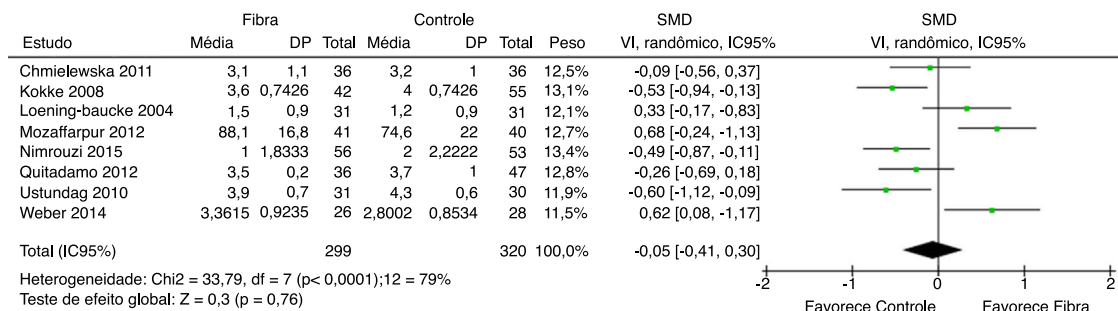 Fibra Controle SMD SMD
Estudo Média DP Total Média DP Total Peso VI, randômico, IC95% VI, randômico, IC95%
Chmielewska 2011 3,1 1,1 36 3,2 1 36 12,5% -0,09 [-0,56, 0,37]
Kokke 2008 3,6 0,7426 42 4 0,7426 55 13,1% -0,53 [-0,94, -0,13]
Loening-baucke 2004 1,5 0,9 31 1,2 0,9 31 12,1% 0,33 [-0,17, -0,83]
Mozaffarpur 2012 88,1 16,8 41 74,6 22 40 12,7% 0,68 [-0,24, -1,13]
Nimrouzi 2015 1 1,8333 56 2 2,2222 53 13,4% -0,49 [-0,87, -0,11]
Quitadamo 2012 3,5 0,2 36 3,7 1 47 12,8% -0,26 [-0,69, 0,18]
Ustundag 2010 3,9 0,7 31 4,3 0,6 30 11,9% -0,60 [-1,12, -0,09]
Weber 2014 3,3615 0,9235 26 2,8002 0,8534 28 11,5% 0,62 [0,08, -1,17]
Total (IC95%) 299 320 100,0% -0,05 [-0,41, 0,30]
Heterogeneidade: Chi2 = 33,79, df = 7 (p< 0,0001);12 = 79%
Teste de efeito global: Z = 0,3 (p = 0,76)
-2 -1 0 1 2
Favorece Controle Favorece Fibra